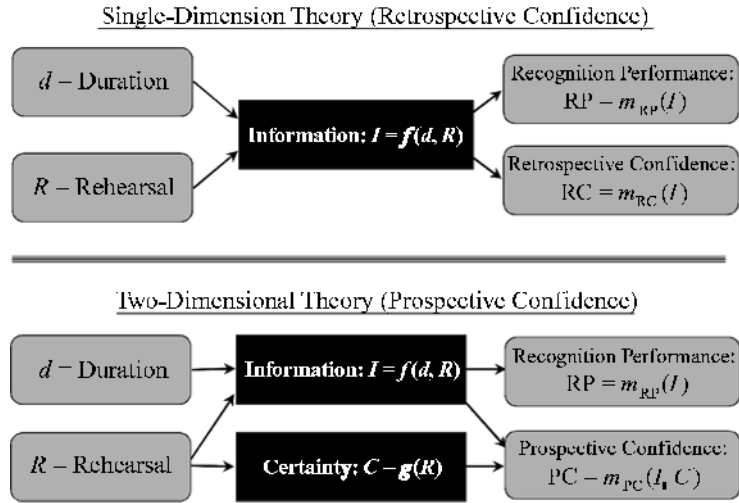 Single-Dimension Theory (Retrospective Confidence)
d – Duration
R – Rehearsal
Information: I = f(d, R)
Recognition Performance:
RP – m_RP(I)
Retrospective Confidence:
RC = m_RC(I)
Two-Dimensional Theory (Prospective Confidence)
d = Duration
R – Rehearsal
Information: I = f(d, R)
Certainty: C – g(R)
Recognition Performance:
RP = m_RP(I)
Prospective Confidence:
PC – m_PC(I, C)